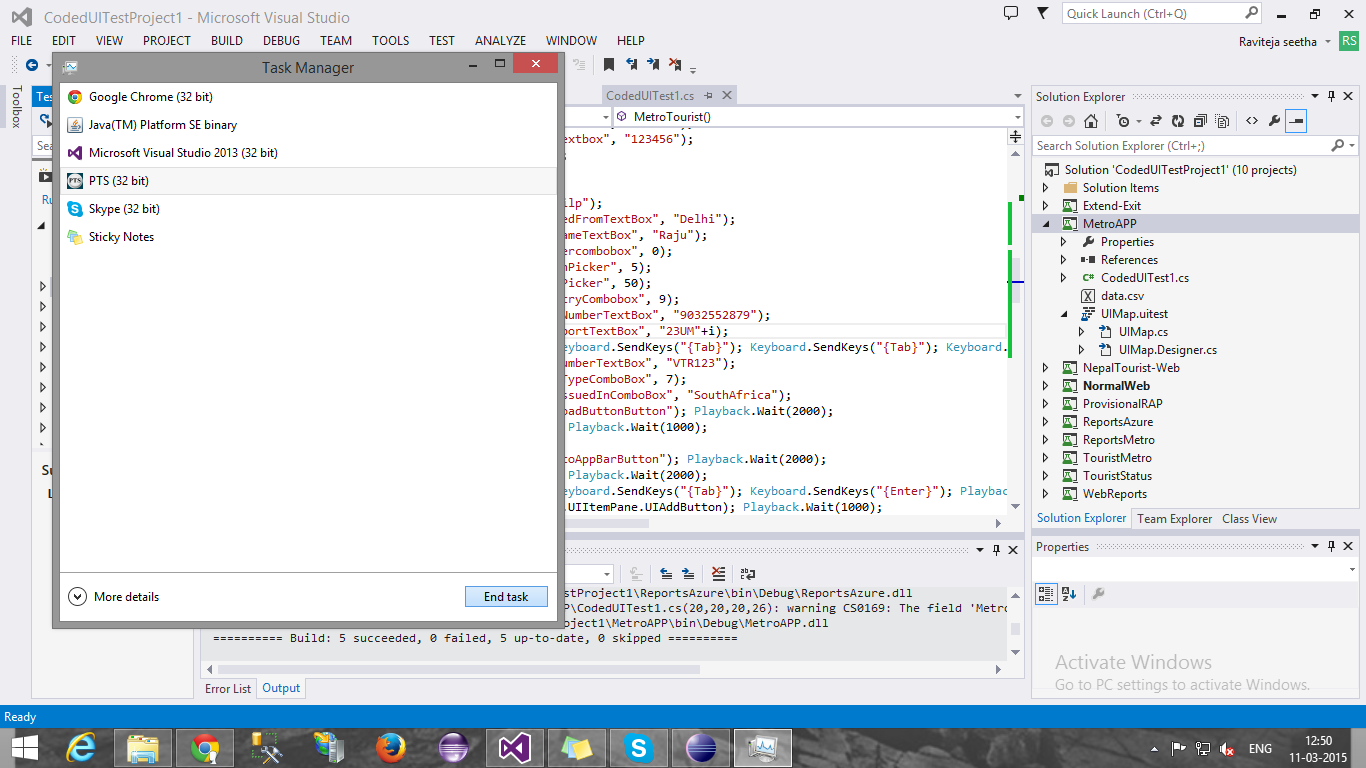 CodedUITestProject1 - Microsoft Visual Studio
Quick Launch (Ctrl+Q)
FILE EDIT VIEW PROJECT BUILD DEBUG TEAM TOOLS TEST ANALYZE WINDOW HELP
Raviteja seetha RS
Toolbox
Tes
Sea
Ru
Su
L
Task Manager
Google Chrome (32 bit)
Java(TM) Platform SE binary
Microsoft Visual Studio 2013 (32 bit)
PTS PTS (32 bit)
Skype (32 bit)
Sticky Notes
More details
End task
CodedUITest1.cs
MetroTourist()
extbox", "123456");
;
ilp");
edFromTextBox", "Delhi");
ameTextBox", "Raju");
ercombobox", 0);
nPicker", 5);
Picker", 50);
tryCombobox", 9);
NumberTextBox", "9032552879");
portTextBox", "23UM"+i);
eyboard.SendKeys("{Tab}"); Keyboard.SendKeys("{Tab}"); Keyboard.
umberTextBox", "VTR123");
TypeComboBox", 7);
ssuedInComboBox", "SouthAfrica");
oadButtonButton"); Playback.Wait(2000);
Playback.Wait(1000);
toAppBarButton"); Playback.Wait(2000);
Playback.Wait(2000);
eyboard.SendKeys("{Tab}"); Keyboard.SendKeys("{Enter}"); Playbac
.UIItemPane.UIAddButton); Playback.Wait(1000);
stProject1\ReportsAzure\bin\Debug\ReportsAzure.dll
P\CodedUITest1.cs(20,20,20,26): warning CS0169: The field 'Metro
oject1\MetroAPP\bin\Debug\MetroAPP.dll
========== Build: 5 succeeded, 0 failed, 5 up-to-date, 0 skipped ==========
Error List Output
Solution Explorer
Search Solution Explorer (Ctrl+;)
Solution 'CodedUITestProject1' (10 projects)
Solution Items
Extend-Exit
MetroAPP
Properties
References
C# CodedUITest1.cs
data.csv
UIMap.uitest
UIMap.cs
UIMap.Designer.cs
NepalTourist-Web
NormalWeb
ProvisionalRAP
ReportsAzure
ReportsMetro
TouristMetro
TouristStatus
WebReports
Solution Explorer Team Explorer Class View
Properties
Activate Windows
Go to PC settings to activate Windows.
Ready
ENG
12:50
11-03-2015